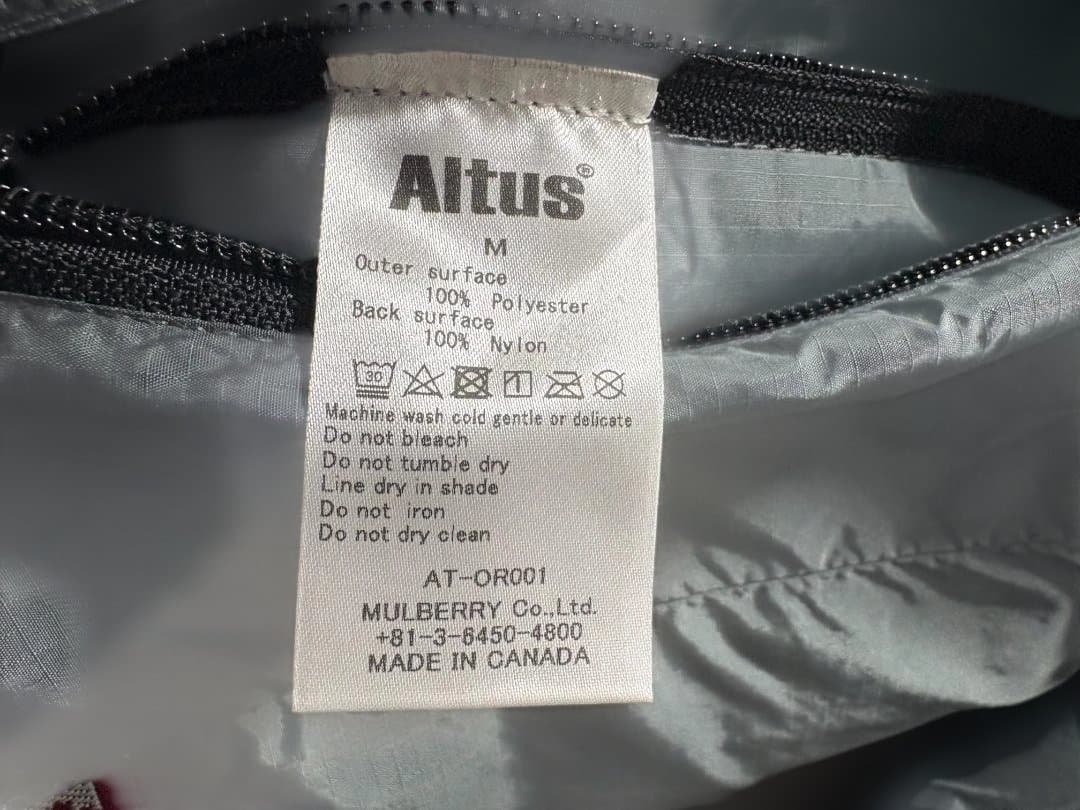 Altus®
M
Outer surface
100% Polyester
Back surface
100% Nylon
30
Machine wash cold gentle or delicate
Do not bleach
Do not tumble dry
Line dry in shade
Do not iron
Do not dry clean
AT-OR001
MULBERRY Co.,Ltd.
+81-3-6450-4800
MADE IN CANADA